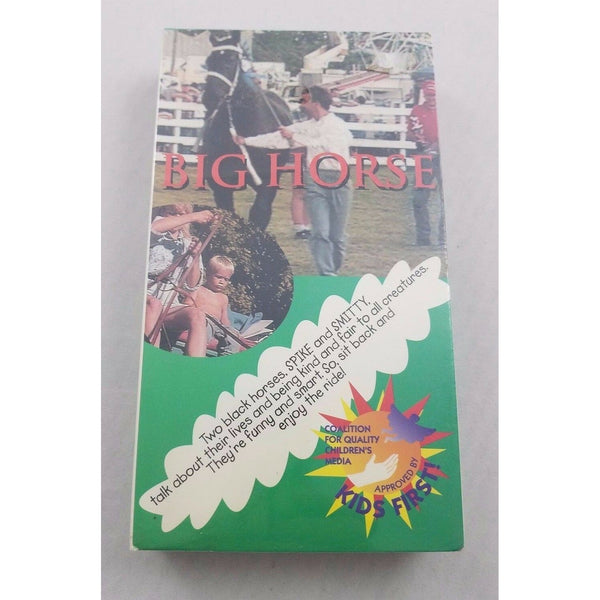 BIG HORSE
Two black horses, SPIKE and SMITTY,
talk about their lives and being kind and fair to all creatures.
They're funny and smart. So, sit back and
enjoy the ride!
COALITION
FOR QUALITY
CHILDREN'S
MEDIA
APPROVED BY
KIDS FIRST!